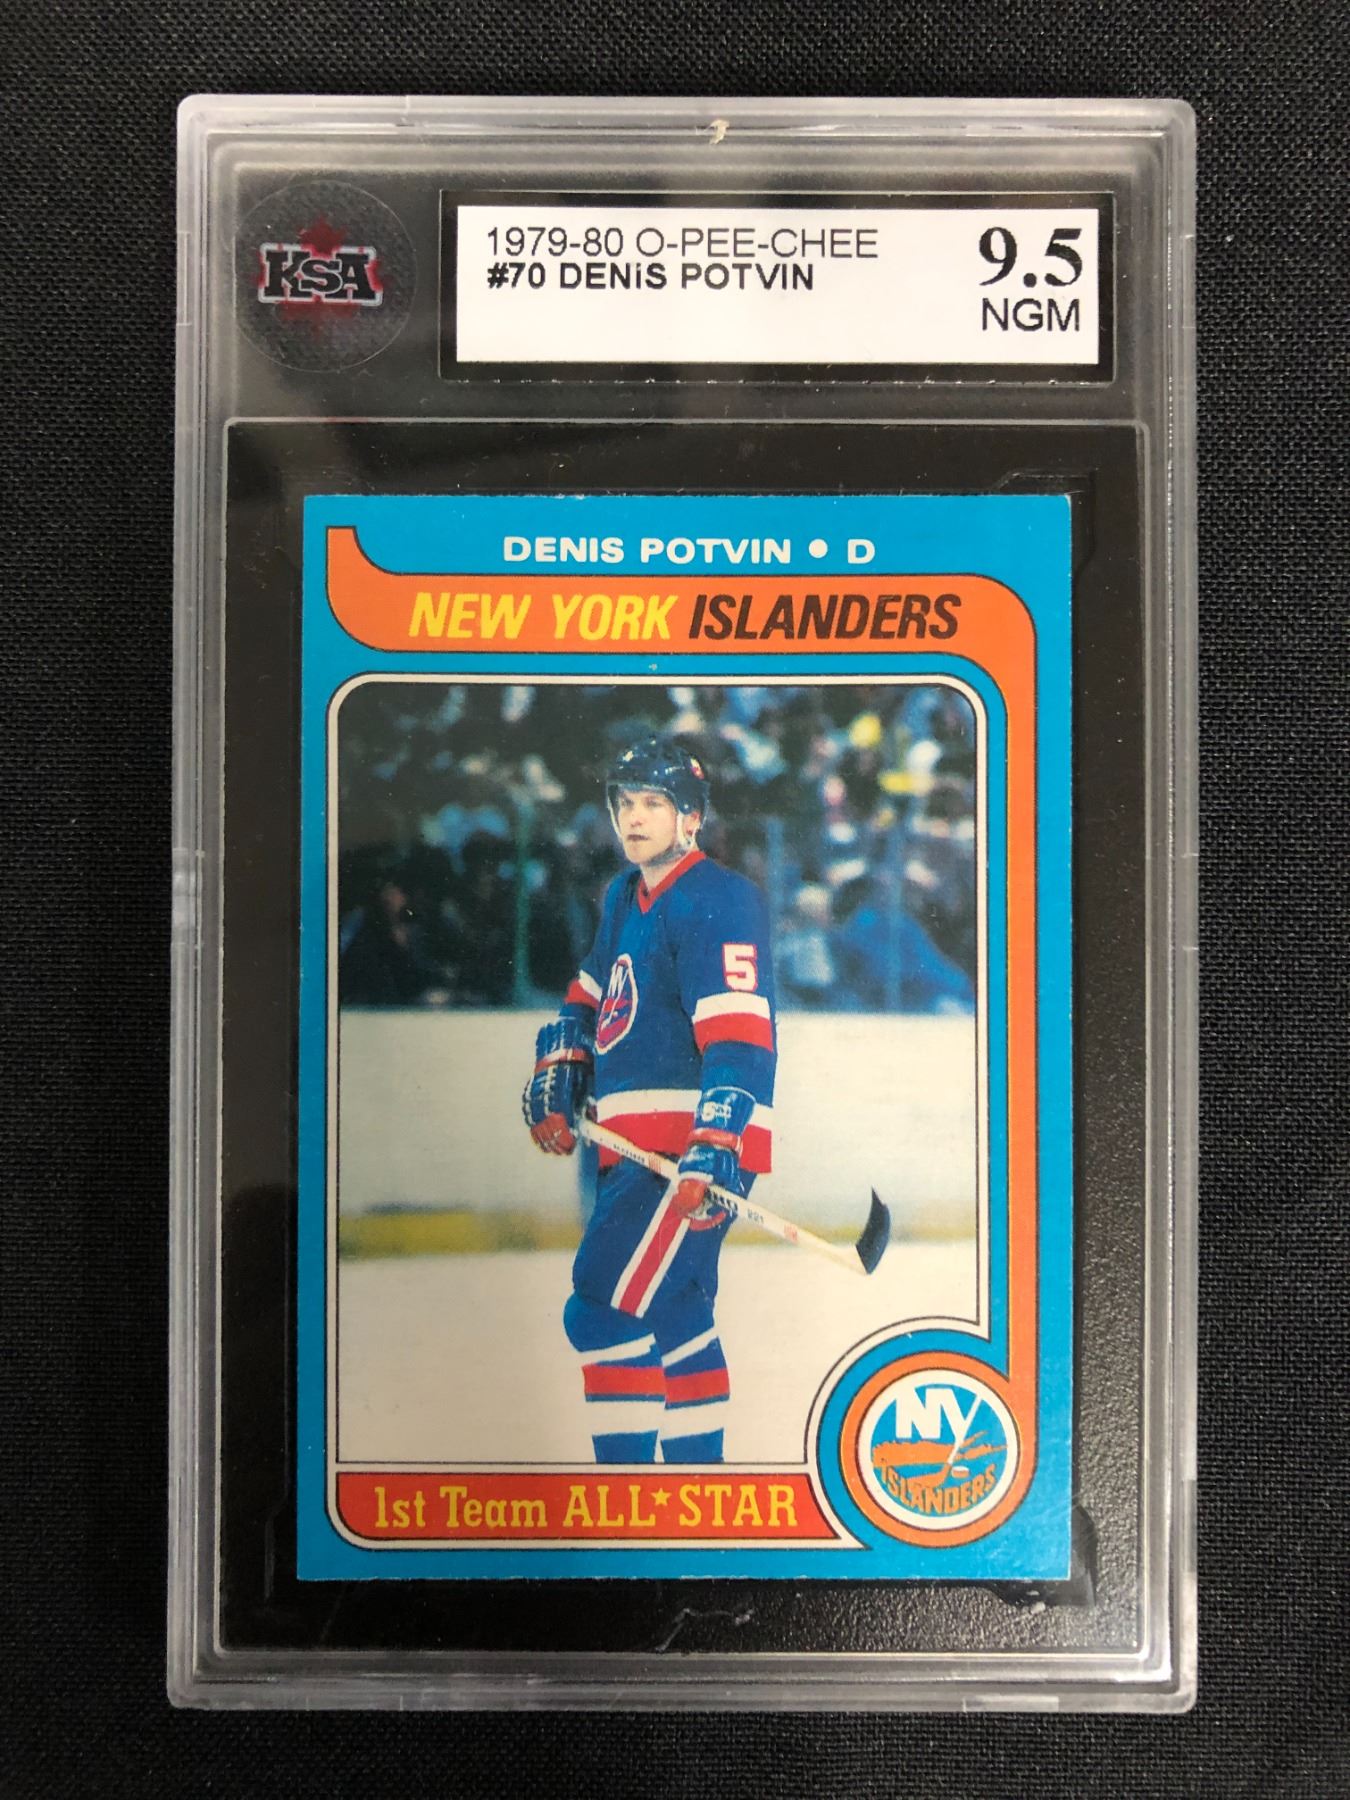 KSA
1979-80 O-PEE-CHEE
#70 DENiS POTVIN
9.5
NGM
DENIS POTVIN • D
NEW YORK ISLANDERS
5
NY
ISLANDERS
1st Team ALL★STAR